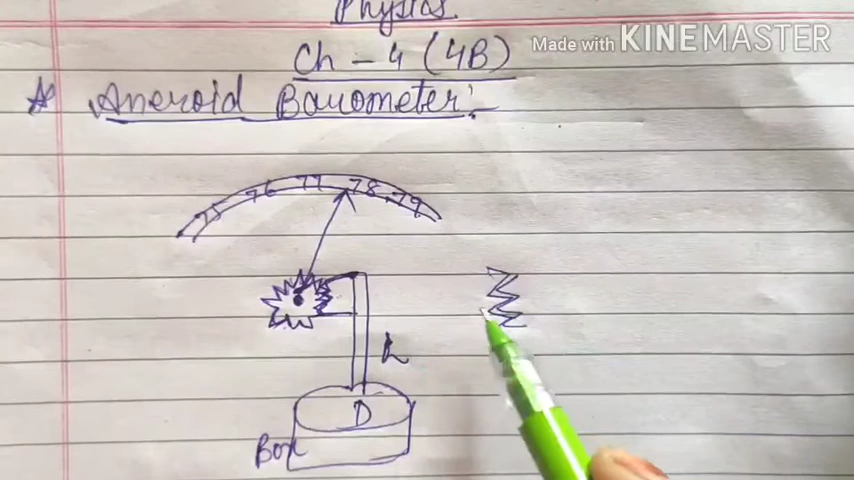 Physics
Ch - 4 (4B)
Made with KINEMASTER
Aneroid Barometer:-
75 76 77 78 79
L
D
Box